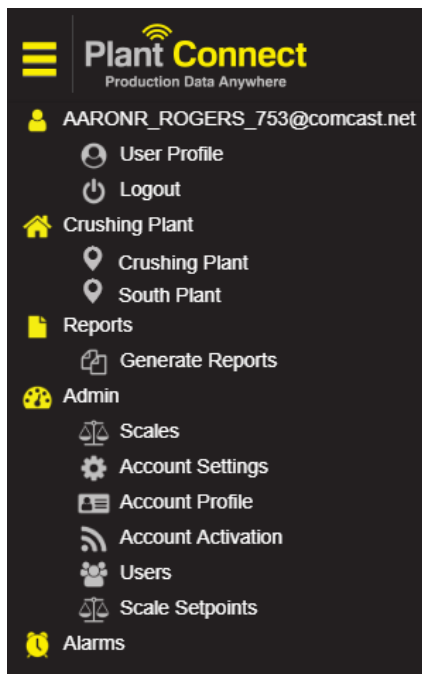 Plant Connect
Production Data Anywhere
AARONR_ROGERS_753@comcast.net
User Profile
Logout
Crushing Plant
Crushing Plant
South Plant
Reports
Generate Reports
Admin
Scales
Account Settings
Account Profile
Account Activation
Users
Scale Setpoints
Alarms